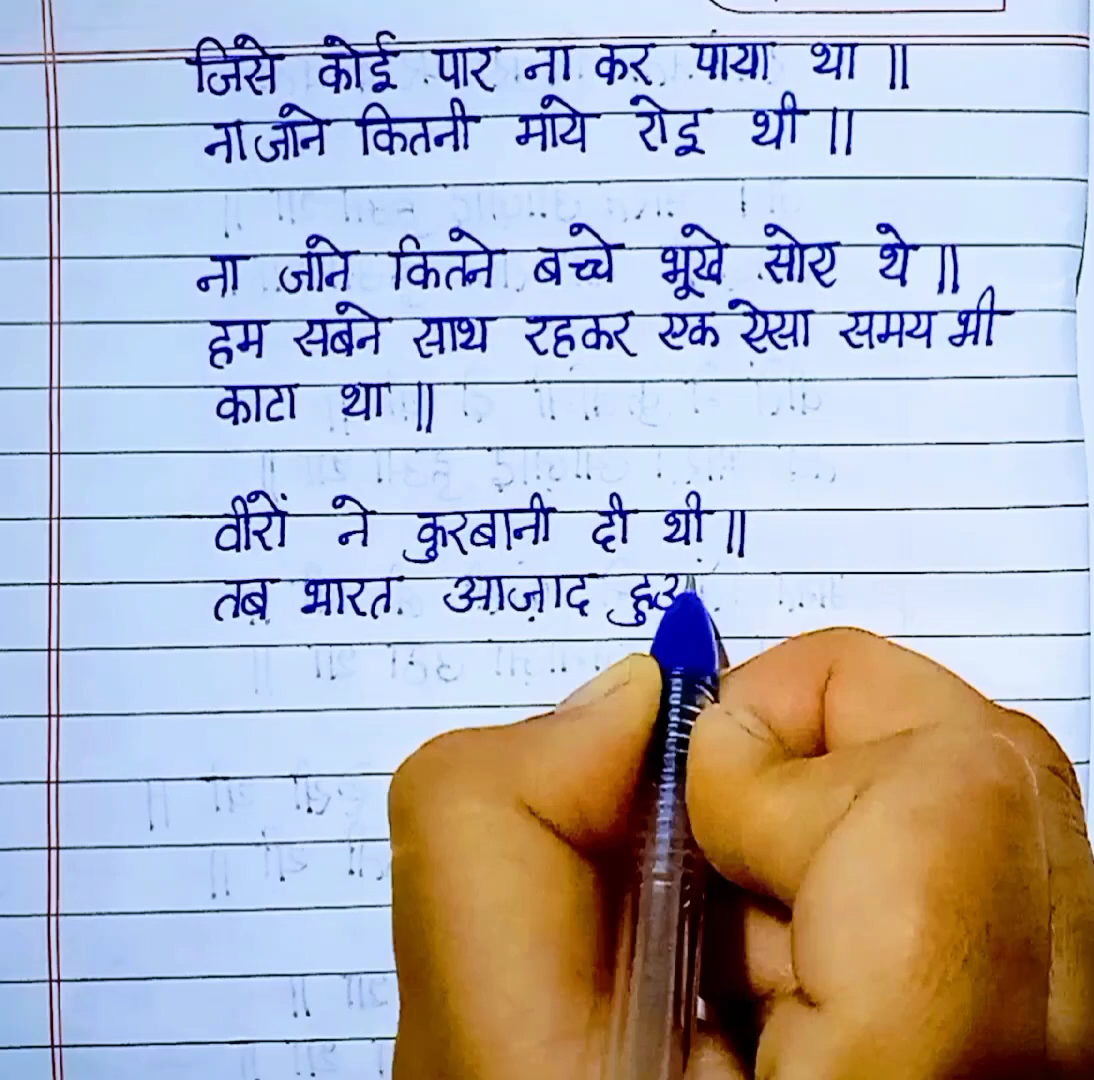 जिसे कोई पार ना कर पाया था ॥
ना जाने कितनी माये रोइ थी ॥
ना जाने कितने बच्चे भूखे सोए थे ॥
हम सबने साथ रहकर एक ऐसा समय भी
काटा था ॥
वीरों ने कुरबानी दी थी ॥
तब भारत आज़ाद हुआ